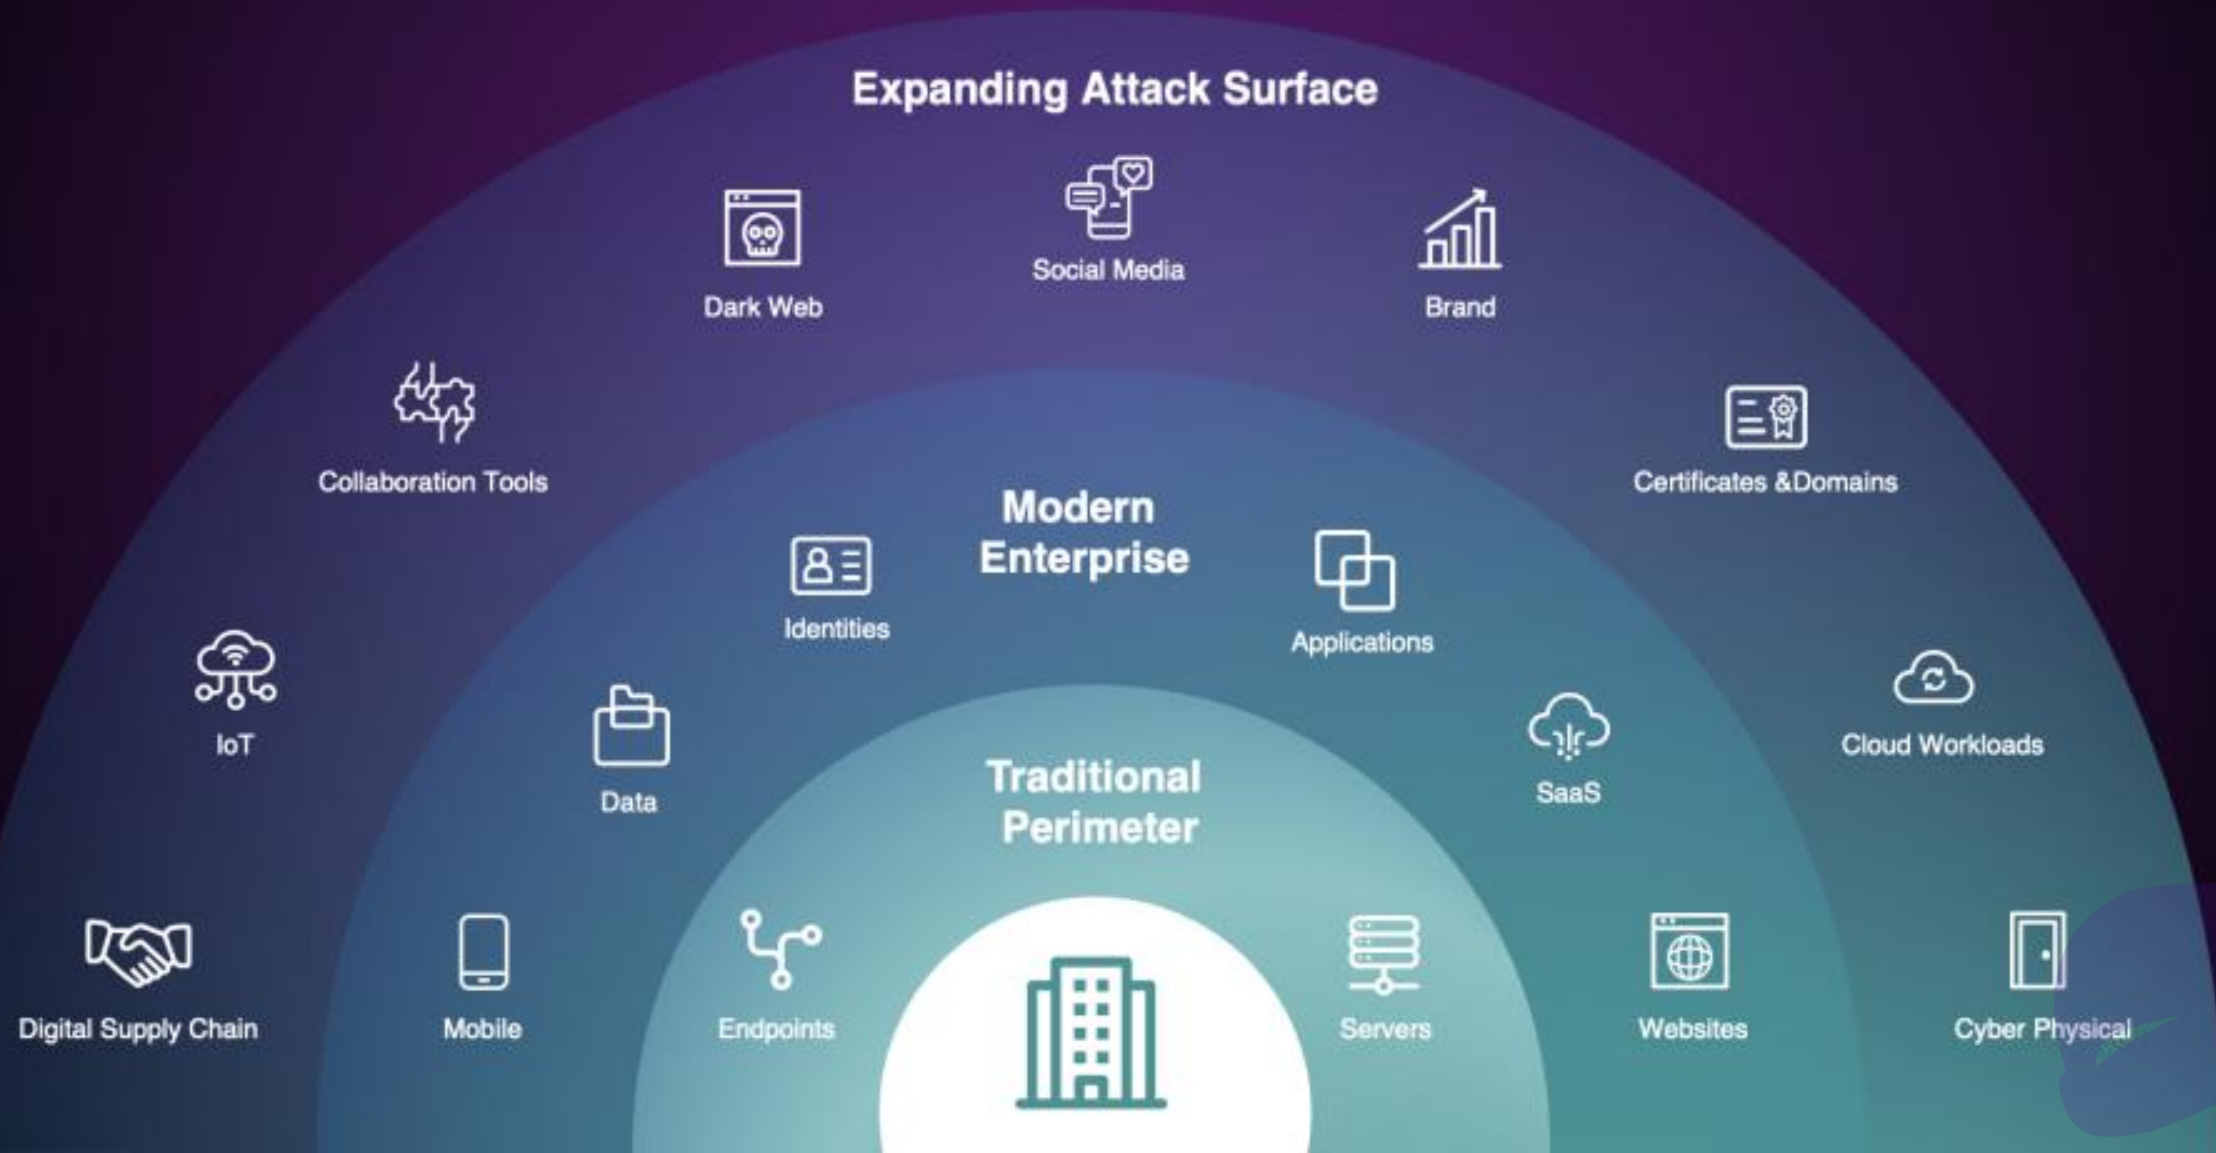 Expanding Attack Surface
Social Media
Dark Web
Brand
Collaboration Tools
Certificates &Domains
Modern
Enterprise
Identities
Applications
IoT
Cloud Workloads
Data
SaaS
Traditional
Perimeter
Digital Supply Chain
Mobile
Endpoints
Servers
Websites
Cyber Physical